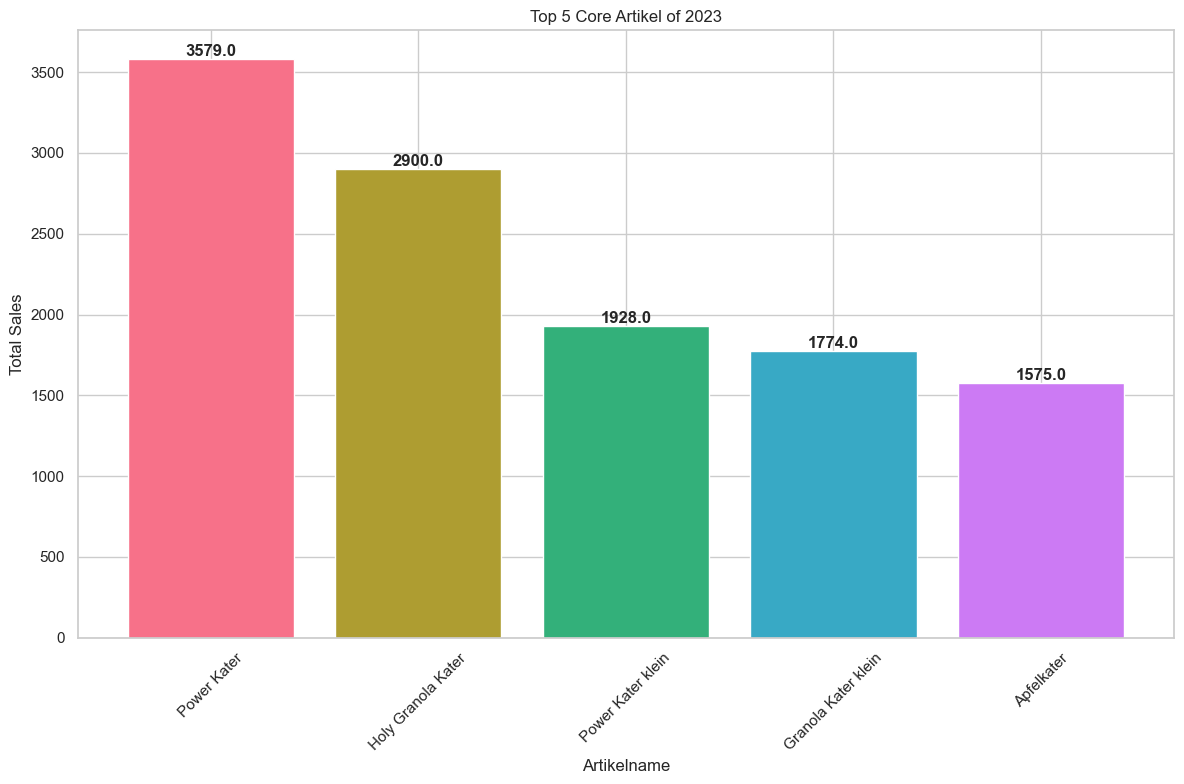 Top 5 Core Artikel of 2023
3579.0
2900.0
1928.0
1774.0
1575.0
3500
3000
2500
2000
1500
1000
500
0
Total Sales
Power Kater
Holy Granola Kater
Power Kater klein
Granola Kater klein
Apfelkater
Artikelname